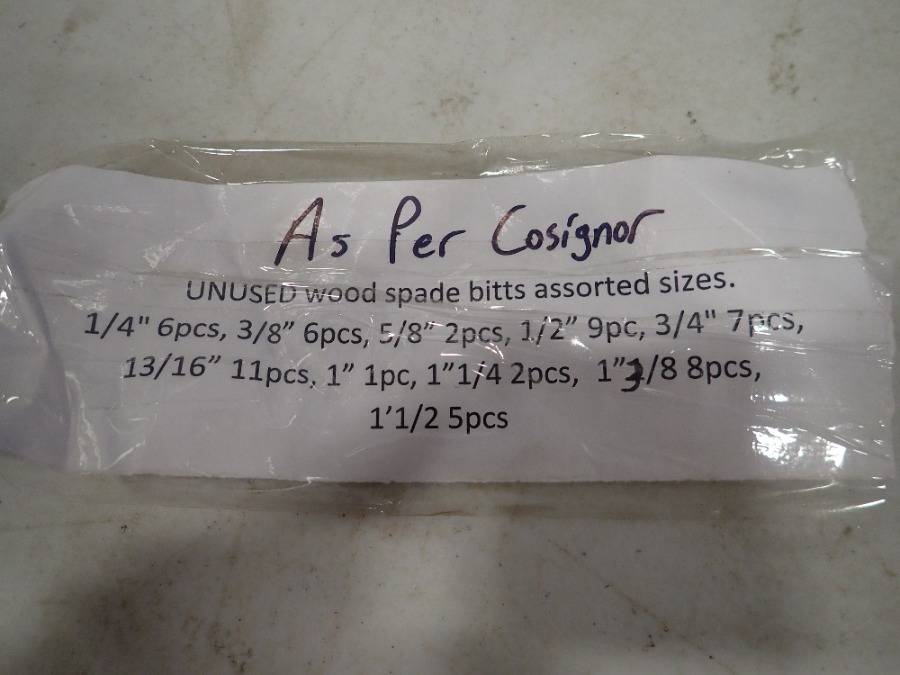 As Per Cosignor
UNUSED wood spade bitts assorted sizes.
1/4" 6pcs, 3/8” 6pcs, 5/8” 2pcs, 1/2” 9pc, 3/4" 7pcs,
13/16” 11pcs, 1” 1pc, 1”1/4 2pcs, 1”3/8 8pcs,
1’1/2 5pcs